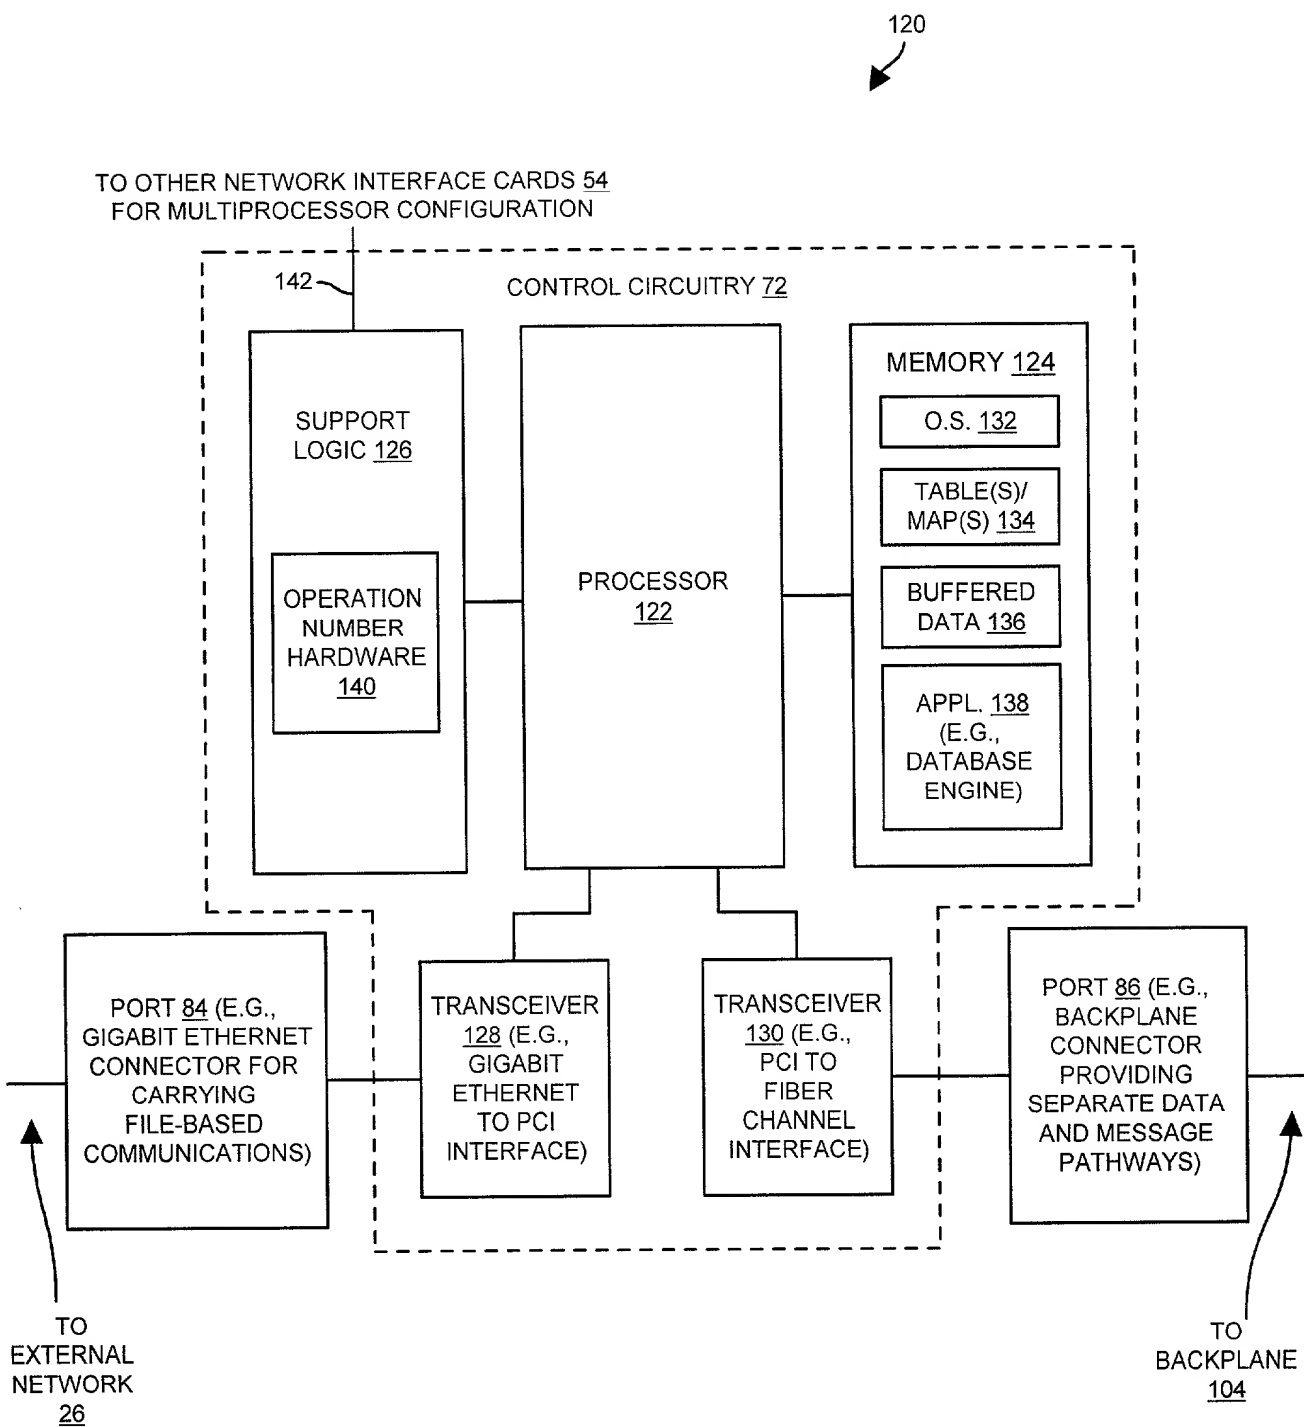 120
TO OTHER NETWORK INTERFACE CARDS 54
FOR MULTIPROCESSOR CONFIGURATION
142
CONTROL CIRCUITRY 72
SUPPORT
LOGIC 126
OPERATION
NUMBER
HARDWARE
140
PROCESSOR
122
MEMORY 124
O.S. 132
TABLE(S)/
MAP(S) 134
BUFFERED
DATA 136
APPL. 138
(E.G.,
DATABASE
ENGINE)
PORT 84 (E.G.,
GIGABIT ETHERNET
CONNECTOR FOR
CARRYING
FILE-BASED
COMMUNICATIONS)
TRANSCEIVER
128 (E.G.,
GIGABIT
ETHERNET
TO PCI
INTERFACE)
TRANSCEIVER
130 (E.G.,
PCI TO
FIBER
CHANNEL
INTERFACE)
PORT 86 (E.G.,
BACKPLANE
CONNECTOR
PROVIDING
SEPARATE DATA
AND MESSAGE
PATHWAYS)
TO
EXTERNAL
NETWORK
26
TO
BACKPLANE
104